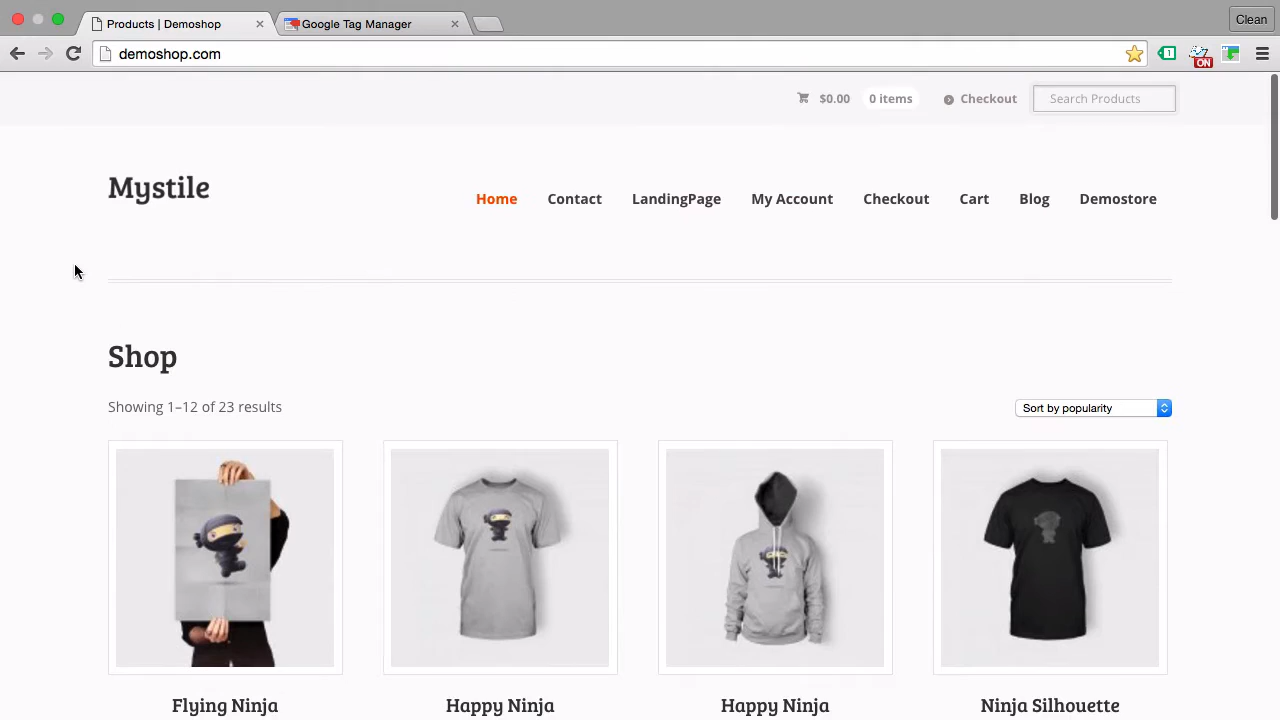 Products | Demoshop
Google Tag Manager
Clean
demoshop.com
1
ON
$0.00 0 items Checkout Search Products
Mystile
Home Contact LandingPage My Account Checkout Cart Blog Demostore
Shop
Showing 1–12 of 23 results
Sort by popularity
Flying Ninja Happy Ninja Happy Ninja Ninja Silhouette